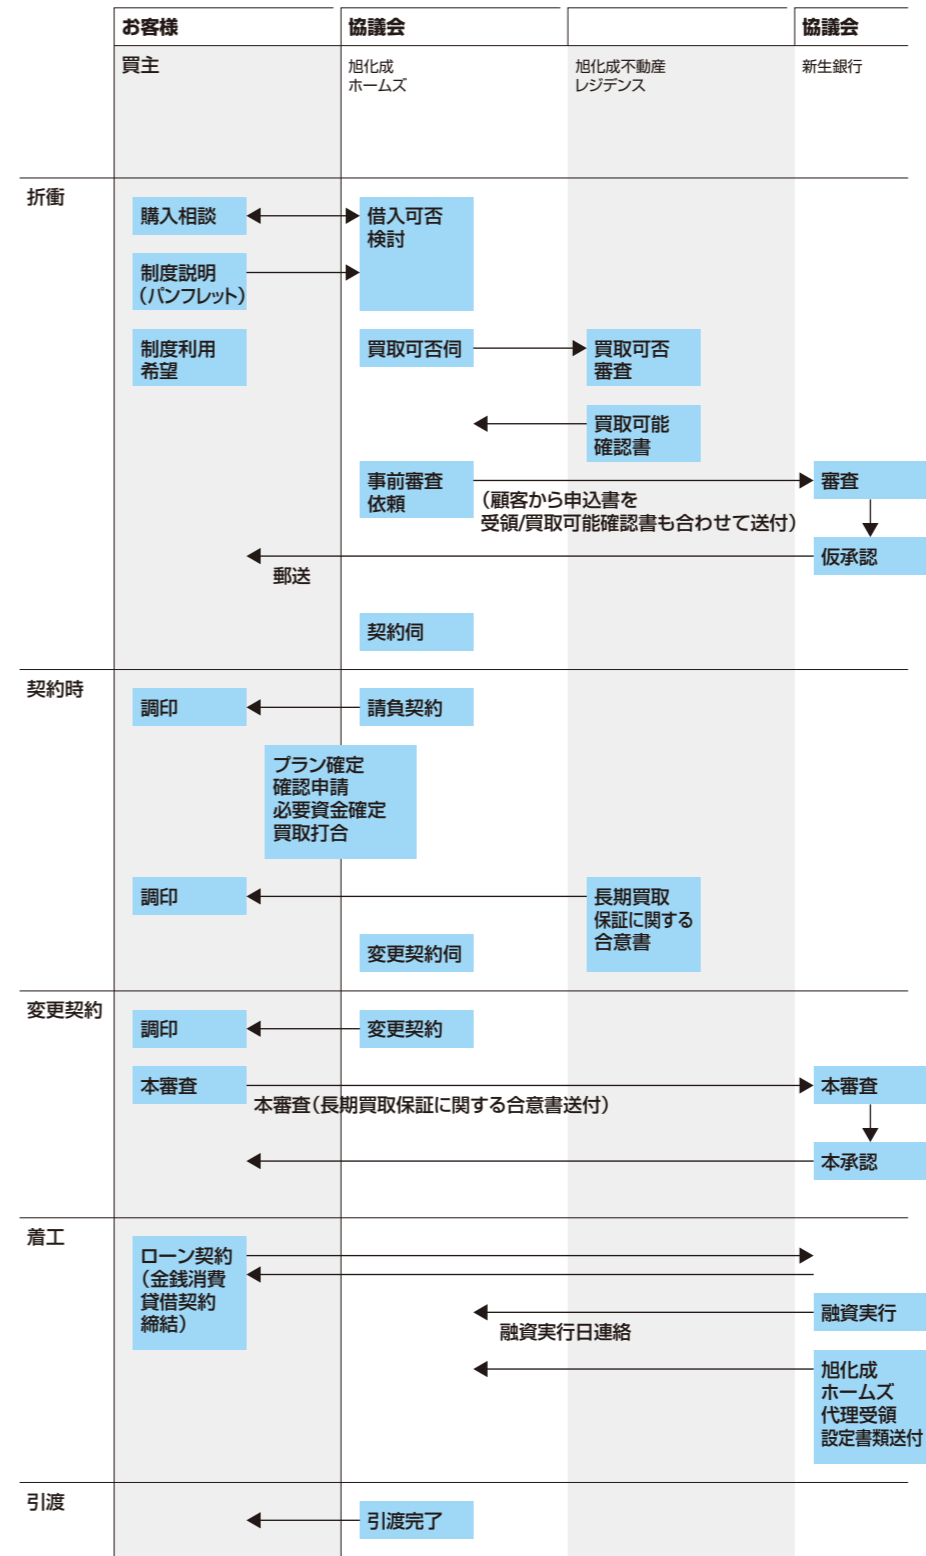 お客様
協議会
協議会
買主
旭化成
ホームズ
旭化成不動産
レジデンス
新生銀行
折衝
購入相談
借入可否
検討
制度説明
（パンフレット）
制度利用
希望
買取可否伺
買取可否
審査
買取可能
確認書
事前審査
依頼
（顧客から申込書を
受領/買取可能確認書も合わせて送付）
審査
仮承認
郵送
契約伺
契約時
調印
請負契約
プラン確定
確認申請
必要資金確定
買取打合
調印
長期買取
保証に関する
合意書
変更契約伺
変更契約
調印
変更契約
本審査
本審査（長期買取保証に関する合意書送付）
本審査
本承認
着工
ローン契約
（金銭消費
貸借契約
締結）
融資実行
融資実行日連絡
旭化成
ホームズ
代理受領
設定書類送付
引渡
引渡完了